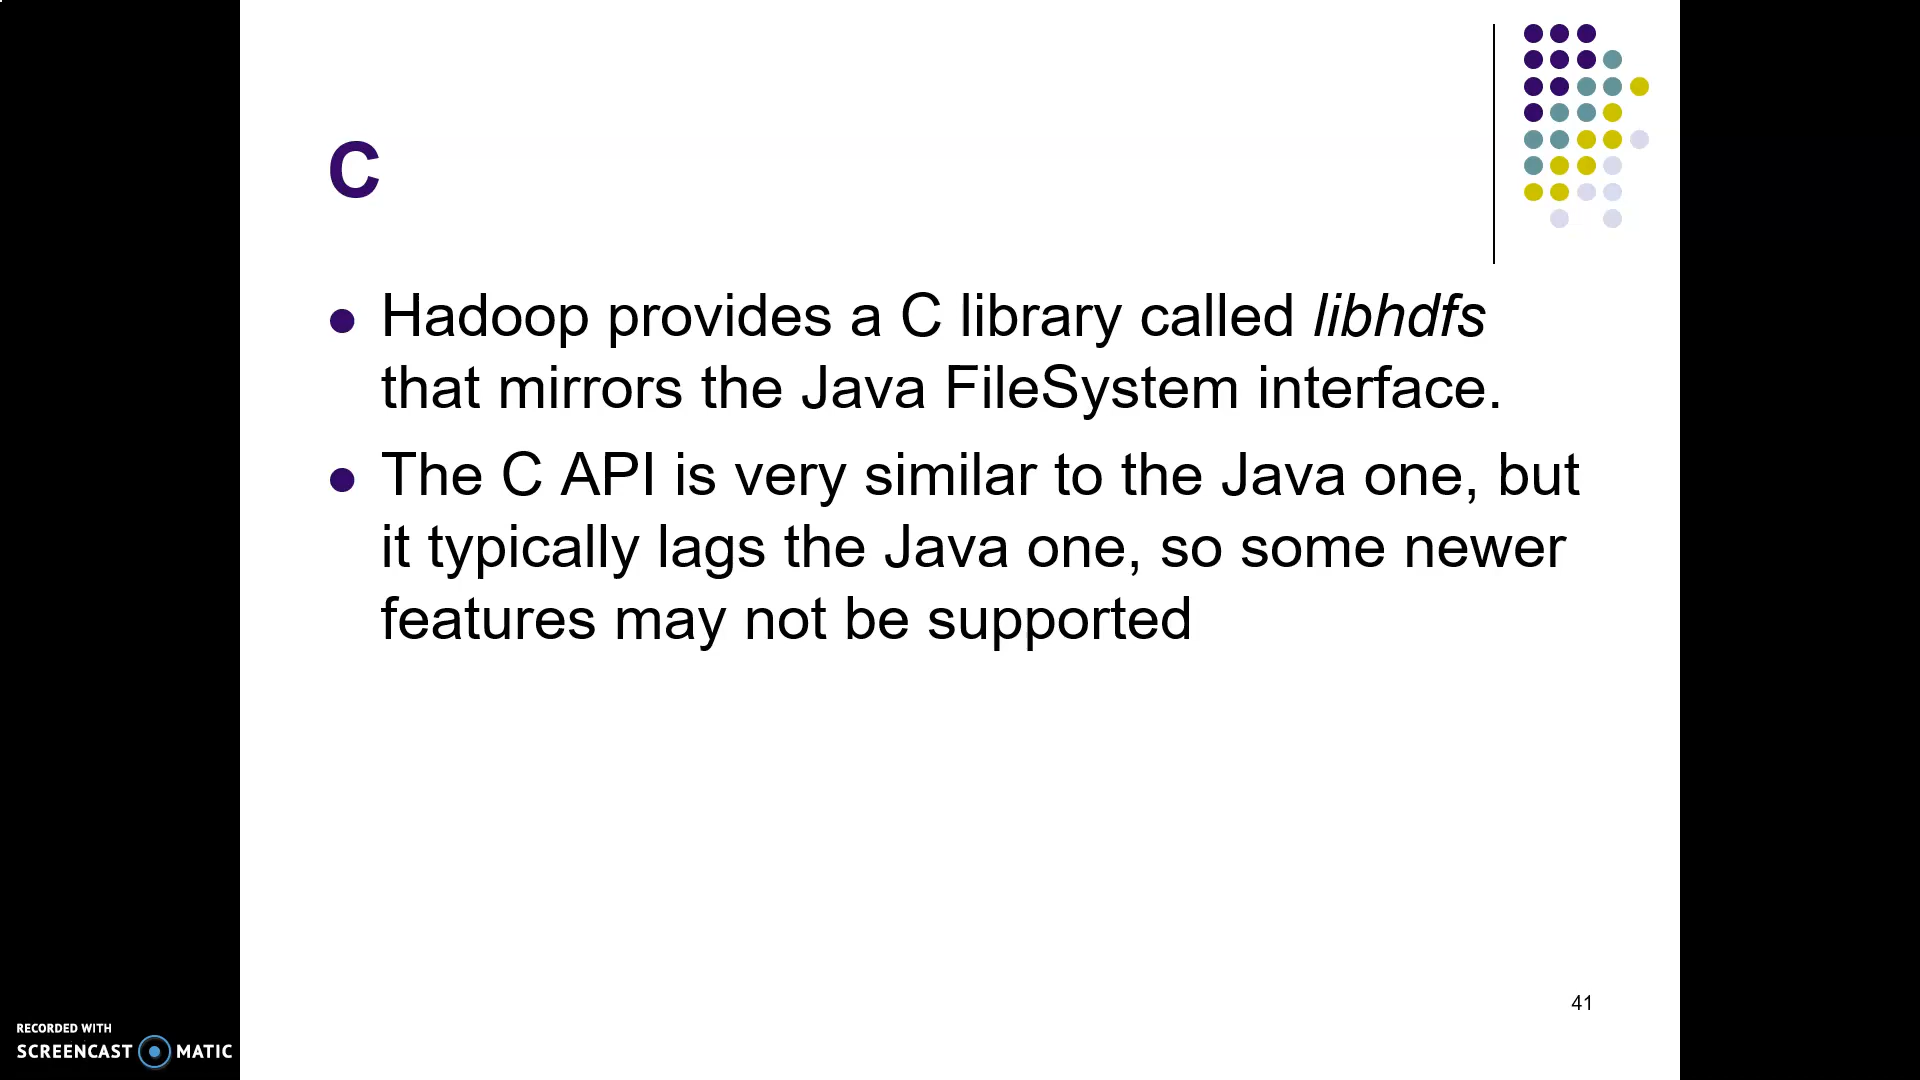 C
Hadoop provides a C library called libhdfs
that mirrors the Java FileSystem interface.
The C API is very similar to the Java one, but
it typically lags the Java one, so some newer
features may not be supported
41
RECORDED WITH
SCREENCAST MATIC